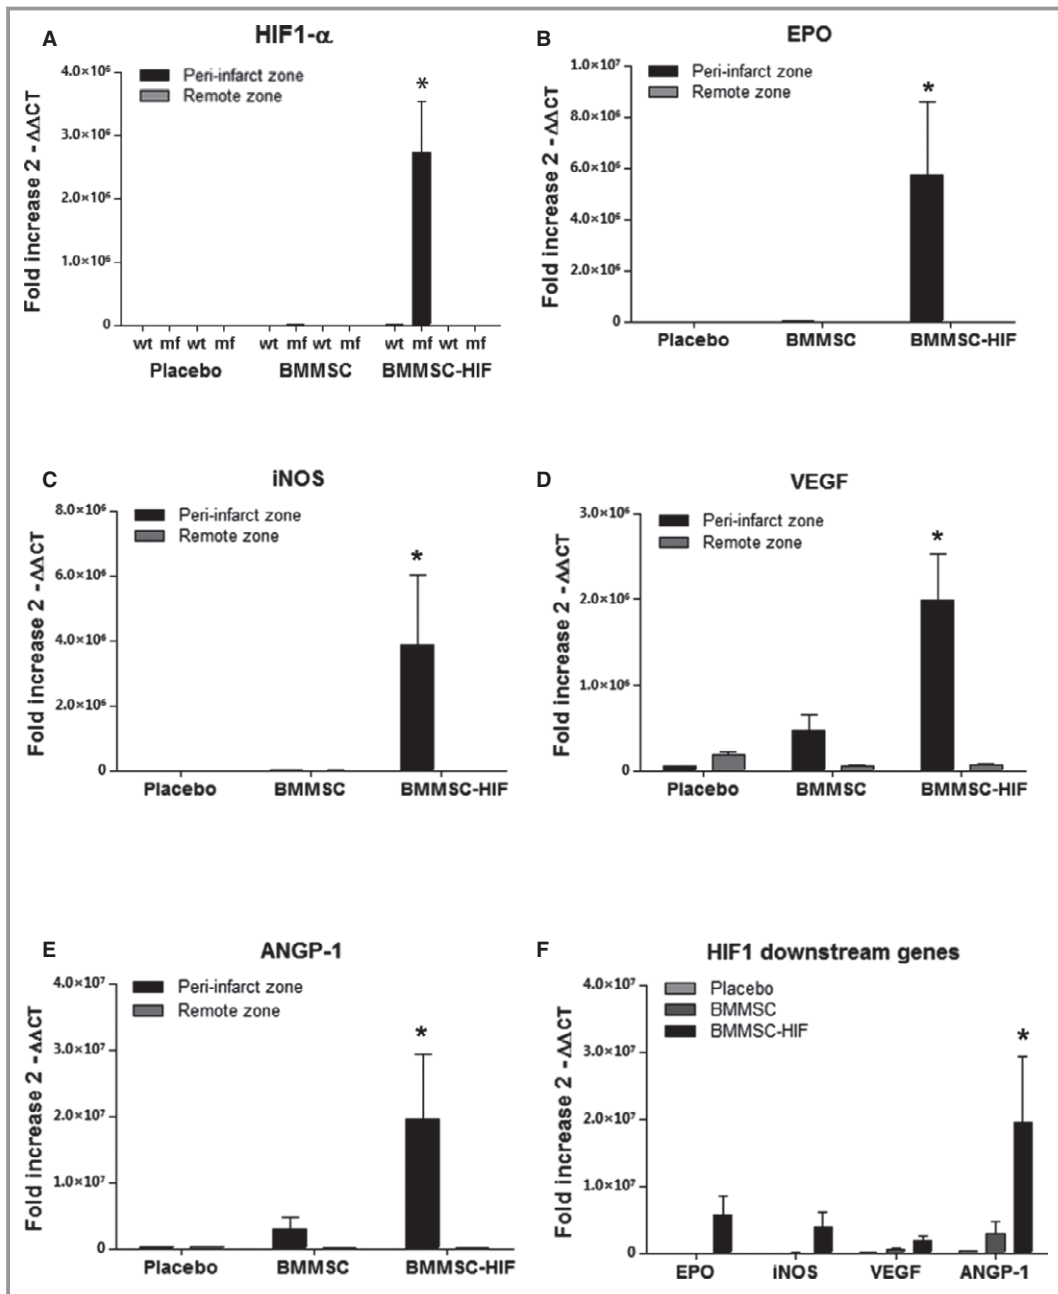 A
HIF1-α
Peri-infarct zone
Remote zone
Fold increase 2 -ΔΔCT
4.0×10⁶
3.0×10⁶
2.0×10⁶
1.0×10⁶
0
*
wt mf wt mf wt mf wt mf wt mf wt mf
Placebo BMMSC BMMSC-HIF
B
EPO
Peri-infarct zone
Remote zone
Fold increase 2 -ΔΔCT
1.0×10⁷
8.0×10⁶
6.0×10⁶
4.0×10⁶
2.0×10⁶
0
*
Placebo BMMSC BMMSC-HIF
C
iNOS
Peri-infarct zone
Remote zone
Fold increase 2 -ΔΔCT
8.0×10⁶
6.0×10⁶
4.0×10⁶
2.0×10⁶
0
*
Placebo BMMSC BMMSC-HIF
D
VEGF
Peri-infarct zone
Remote zone
Fold increase 2 -ΔΔCT
3.0×10⁶
2.0×10⁶
1.0×10⁶
0
*
Placebo BMMSC BMMSC-HIF
E
ANGP-1
Peri-infarct zone
Remote zone
Fold increase 2 -ΔΔCT
4.0×10⁷
3.0×10⁷
2.0×10⁷
1.0×10⁷
0
*
Placebo BMMSC BMMSC-HIF
F
HIF1 downstream genes
Placebo
BMMSC
BMMSC-HIF
Fold increase 2 -ΔΔCT
4.0×10⁷
3.0×10⁷
2.0×10⁷
1.0×10⁷
0
*
EPO iNOS VEGF ANGP-1